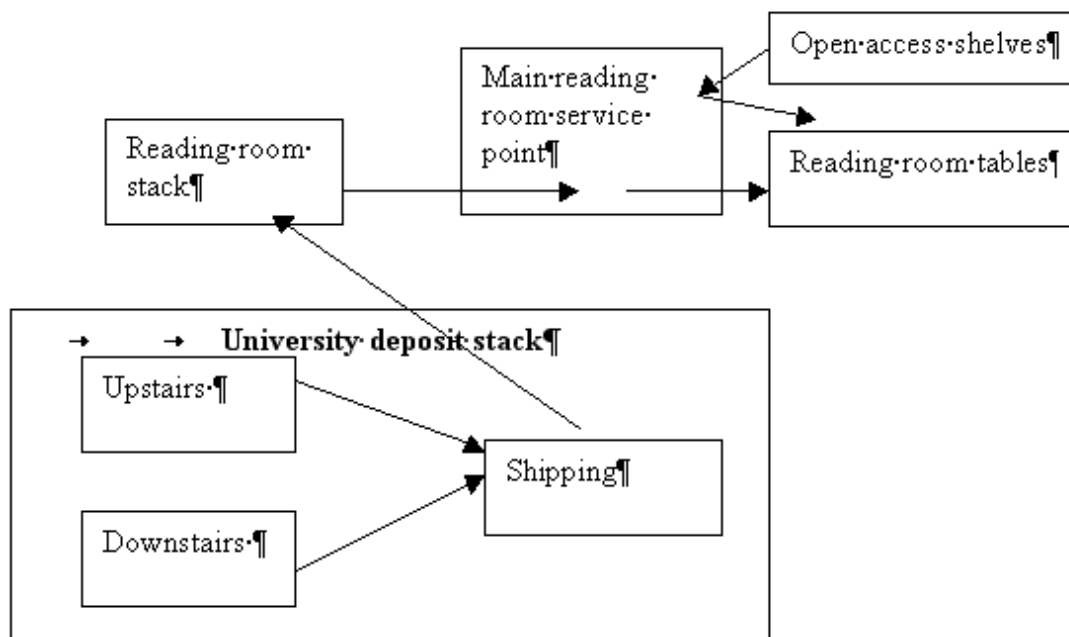 Open·access·shelves¶
Main·reading·
room·service·
point¶
Reading·room·
stack¶
Reading·room·tables¶
→ → University·deposit·stack¶
Upstairs·¶
Shipping¶
Downstairs·¶